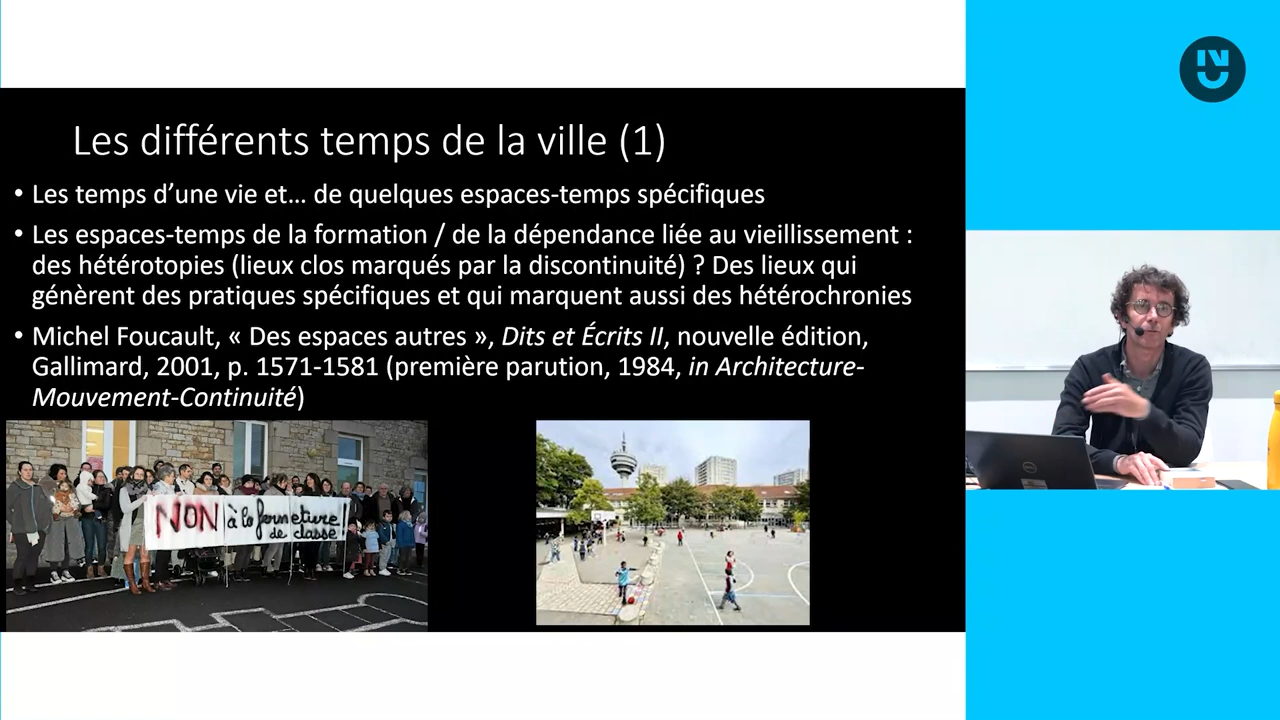 Les différents temps de la ville (1)
• Les temps d’une vie et… de quelques espaces-temps spécifiques
• Les espaces-temps de la formation / de la dépendance liée au vieillissement :
des hétérotopies (lieux clos marqués par la discontinuité) ? Des lieux qui
génèrent des pratiques spécifiques et qui marquent aussi des hétérochronies
• Michel Foucault, « Des espaces autres », Dits et Écrits II, nouvelle édition,
Gallimard, 2001, p. 1571-1581 (première parution, 1984, in Architecture-
Mouvement-Continuité)
NON à la fermeture !
de classe
DELL